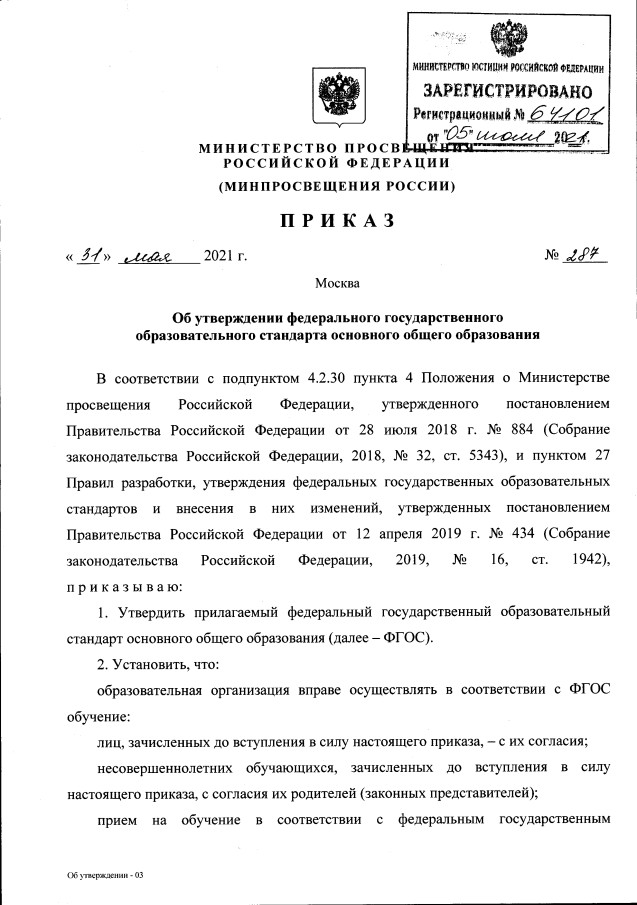 МИНИСТЕРСТВО ЮСТИЦИИ РОССИЙСКОЙ ФЕДЕРАЦИИ
ЗАРЕГИСТРИРОВАНО
Регистрационный № 64101
от "05" июля 2021.
МИНИСТЕРСТВО ПРОСВЕЩЕНИЯ
РОССИЙСКОЙ ФЕДЕРАЦИИ
(МИНПРОСВЕЩЕНИЯ РОССИИ)
П Р И К А З
« 31 » мая 2021 г.
№ 287
Москва
Об утверждении федерального государственного
образовательного стандарта основного общего образования
В соответствии с подпунктом 4.2.30 пункта 4 Положения о Министерстве
просвещения Российской Федерации, утвержденного постановлением
Правительства Российской Федерации от 28 июля 2018 г. № 884 (Собрание
законодательства Российской Федерации, 2018, № 32, ст. 5343), и пунктом 27
Правил разработки, утверждения федеральных государственных образовательных
стандартов и внесения в них изменений, утвержденных постановлением
Правительства Российской Федерации от 12 апреля 2019 г. № 434 (Собрание
законодательства Российской Федерации, 2019, № 16, ст. 1942),
п р и к а з ы в а ю:
1. Утвердить прилагаемый федеральный государственный образовательный
стандарт основного общего образования (далее – ФГОС).
2. Установить, что:
образовательная организация вправе осуществлять в соответствии с ФГОС
обучение:
лиц, зачисленных до вступления в силу настоящего приказа, – с их согласия;
несовершеннолетних обучающихся, зачисленных до вступления в силу
настоящего приказа, с согласия их родителей (законных представителей);
прием на обучение в соответствии с федеральным государственным
Об утверждении - 03